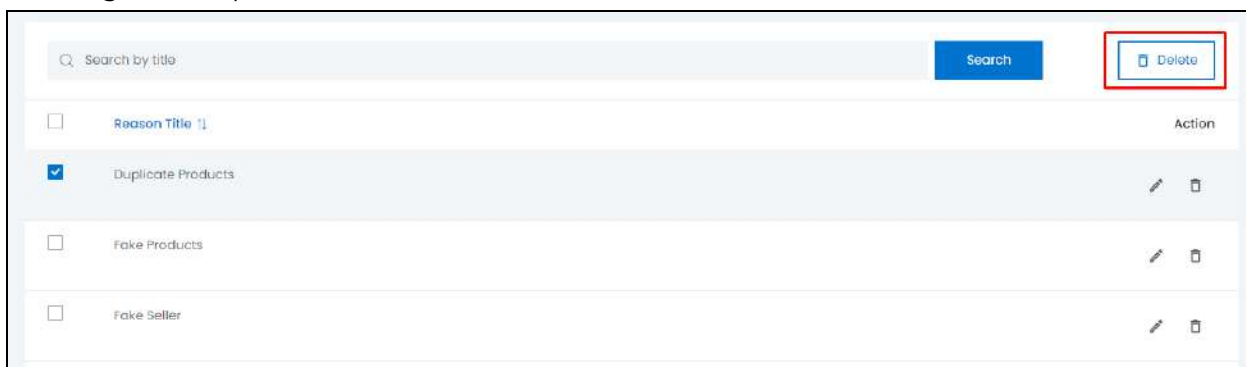 Search by title
Search
Delete
Reason Title
Action
Duplicate Products
Fake Products
Fake Seller